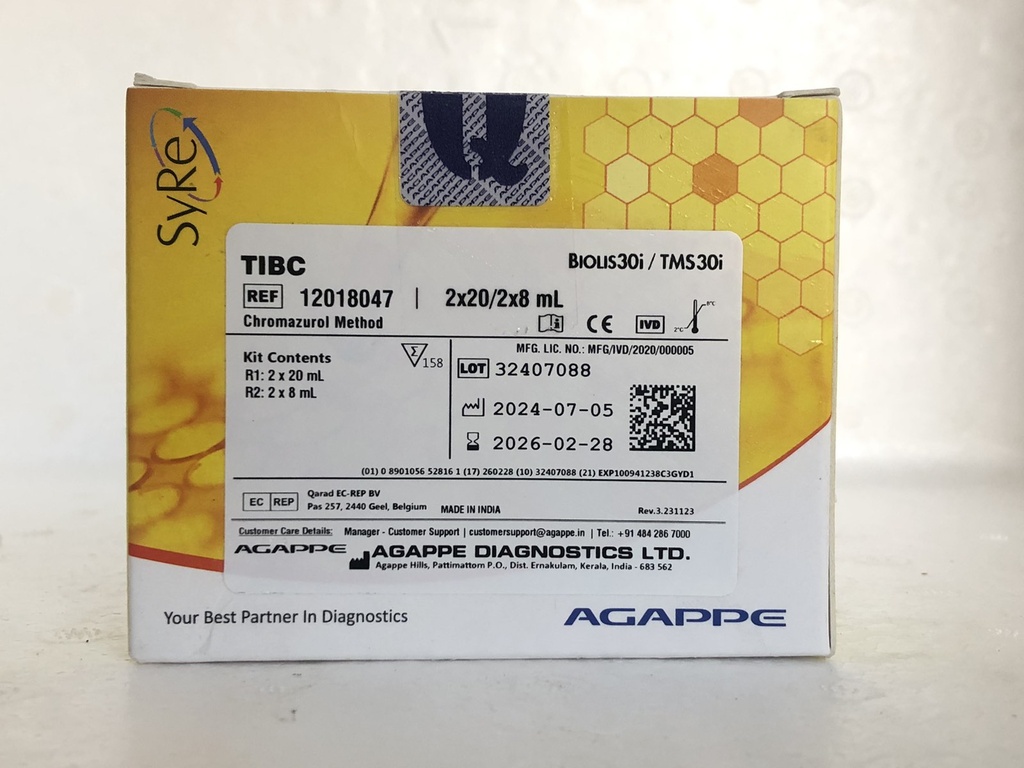 SyRe
TIBC
BIOLIS30i / TMS30i
REF 12018047 | 2x20/2x8 mL
Chromazurol Method
CE IVD 2°C 8°C
MFG. LIC. NO.: MFG/IVD/2020/000005
Kit Contents
Σ 158
R1: 2 x 20 mL
R2: 2 x 8 mL
LOT 32407088
2024-07-05
2026-02-28
(01) 0 8901056 52816 1 (17) 260228 (10) 32407088 (21) EXP100941238C3GYD1
EC REP
Qarad EC-REP BV
Pas 257, 2440 Geel, Belgium
MADE IN INDIA
Rev.3.231123
Customer Care Details: Manager - Customer Support | customersupport@agappe.in | Tel.: +91 484 286 7000
AGAPPE AGAPPE DIAGNOSTICS LTD.
Agappe Hills, Pattimattom P.O., Dist. Ernakulam, Kerala, India - 683 562
Your Best Partner In Diagnostics
AGAPPE